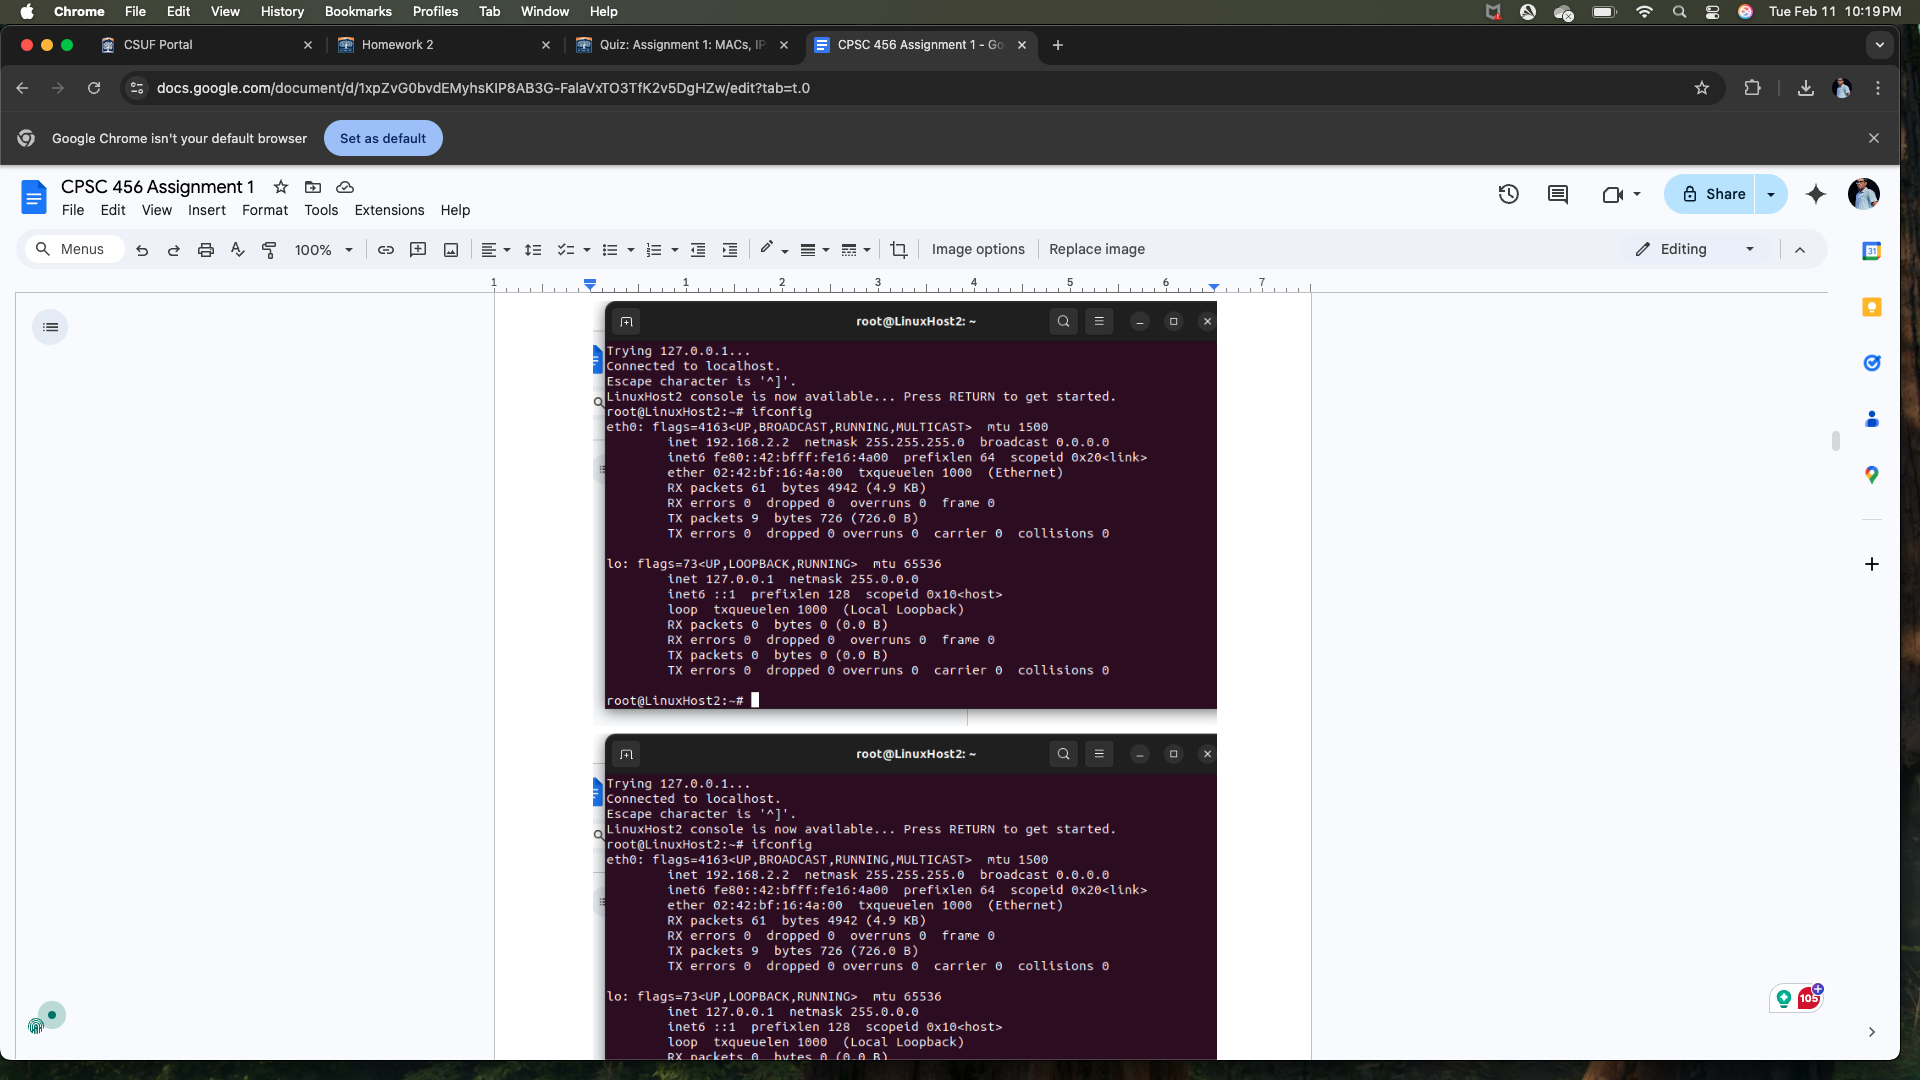 Chrome File Edit View History Bookmarks Profiles Tab Window Help Tue Feb 11 10:19 PM
CSUF Portal Homework 2 Quiz: Assignment 1: MACs, IP CPSC 456 Assignment 1 - Go
docs.google.com/document/d/1xpZvG0bvdEMyhsKIP8AB3G-FalaVxTO3TfK2v5DgHZw/edit?tab=t.0
Google Chrome isn't your default browser Set as default
CPSC 456 Assignment 1
File Edit View Insert Format Tools Extensions Help
Share
Menus 100% Image options Replace image Editing
1 1 2 3 4 5 6 7
31
root@LinuxHost2: ~
Trying 127.0.0.1...
Connected to localhost.
Escape character is '^]'.
LinuxHost2 console is now available... Press RETURN to get started.
root@LinuxHost2:~# ifconfig
eth0: flags=4163<UP,BROADCAST,RUNNING,MULTICAST>  mtu 1500
inet 192.168.2.2  netmask 255.255.255.0  broadcast 0.0.0.0
inet6 fe80::42:bfff:fe16:4a00  prefixlen 64  scopeid 0x20<link>
ether 02:42:bf:16:4a:00  txqueuelen 1000  (Ethernet)
RX packets 61  bytes 4942 (4.9 KB)
RX errors 0  dropped 0  overruns 0  frame 0
TX packets 9  bytes 726 (726.0 B)
TX errors 0  dropped 0 overruns 0  carrier 0  collisions 0
lo: flags=73<UP,LOOPBACK,RUNNING>  mtu 65536
inet 127.0.0.1  netmask 255.0.0.0
inet6 ::1  prefixlen 128  scopeid 0x10<host>
loop  txqueuelen 1000  (Local Loopback)
RX packets 0  bytes 0 (0.0 B)
RX errors 0  dropped 0  overruns 0  frame 0
TX packets 0  bytes 0 (0.0 B)
TX errors 0  dropped 0 overruns 0  carrier 0  collisions 0
root@LinuxHost2:~#
root@LinuxHost2: ~
Trying 127.0.0.1...
Connected to localhost.
Escape character is '^]'.
LinuxHost2 console is now available... Press RETURN to get started.
root@LinuxHost2:~# ifconfig
eth0: flags=4163<UP,BROADCAST,RUNNING,MULTICAST>  mtu 1500
inet 192.168.2.2  netmask 255.255.255.0  broadcast 0.0.0.0
inet6 fe80::42:bfff:fe16:4a00  prefixlen 64  scopeid 0x20<link>
ether 02:42:bf:16:4a:00  txqueuelen 1000  (Ethernet)
RX packets 61  bytes 4942 (4.9 KB)
RX errors 0  dropped 0  overruns 0  frame 0
TX packets 9  bytes 726 (726.0 B)
TX errors 0  dropped 0 overruns 0  carrier 0  collisions 0
lo: flags=73<UP,LOOPBACK,RUNNING>  mtu 65536
inet 127.0.0.1  netmask 255.0.0.0
inet6 ::1  prefixlen 128  scopeid 0x10<host>
loop  txqueuelen 1000  (Local Loopback)
RX packets 0  bytes 0 (0.0 B)
105